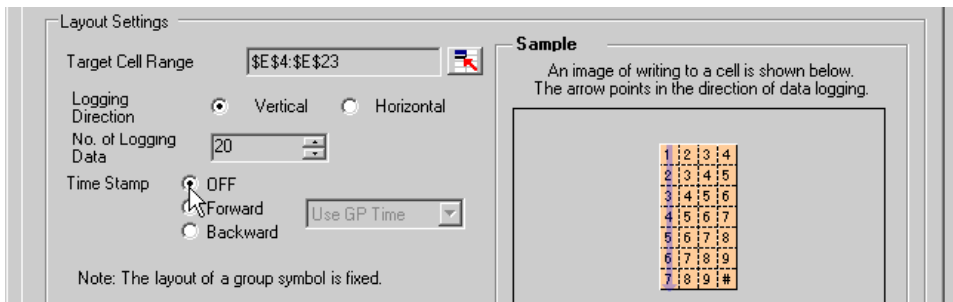 Layout Settings
Target Cell Range $E$4:$E$23
Logging Direction Vertical Horizontal
No. of Logging Data 20
Time Stamp OFF
Forward Use GP Time
Backward
Note: The layout of a group symbol is fixed.
Sample
An image of writing to a cell is shown below.
The arrow points in the direction of data logging.
1 2 3 4
2 3 4 5
3 4 5 6
4 5 6 7
5 6 7 8
6 7 8 9
7 8 9 #